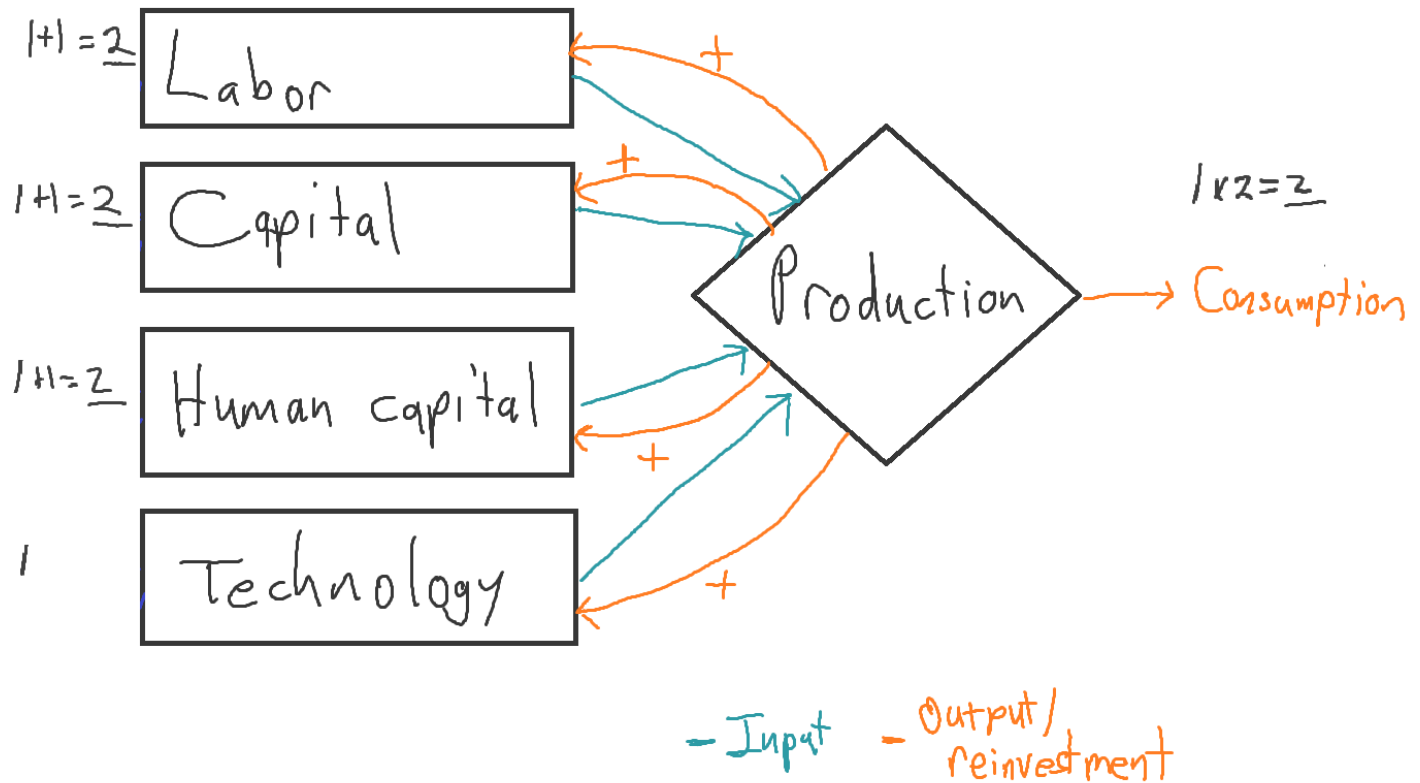 1+1=2
Labor
+
1+1=2
Capital
+
1x2=2
Production
Consumption
1+1=2
Human capital
+
1
Technology
+
- Input
- Output/
reinvestment